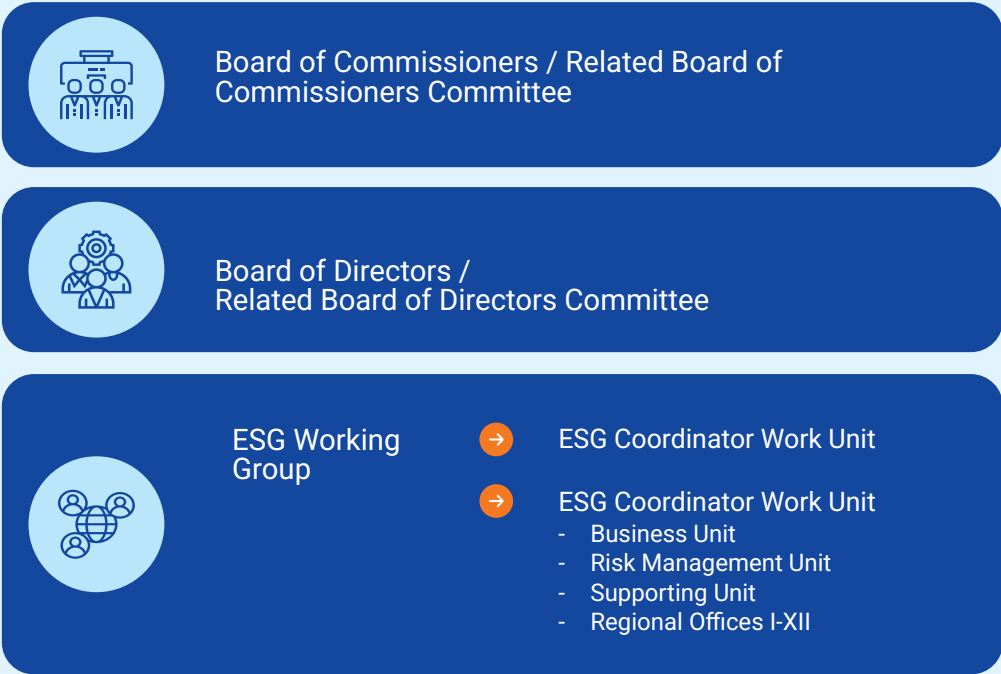 Board of Commissioners / Related Board of
Commissioners Committee
Board of Directors /
Related Board of Directors Committee
ESG Working
Group
ESG Coordinator Work Unit
ESG Coordinator Work Unit
- Business Unit
- Risk Management Unit
- Supporting Unit
- Regional Offices I-XII